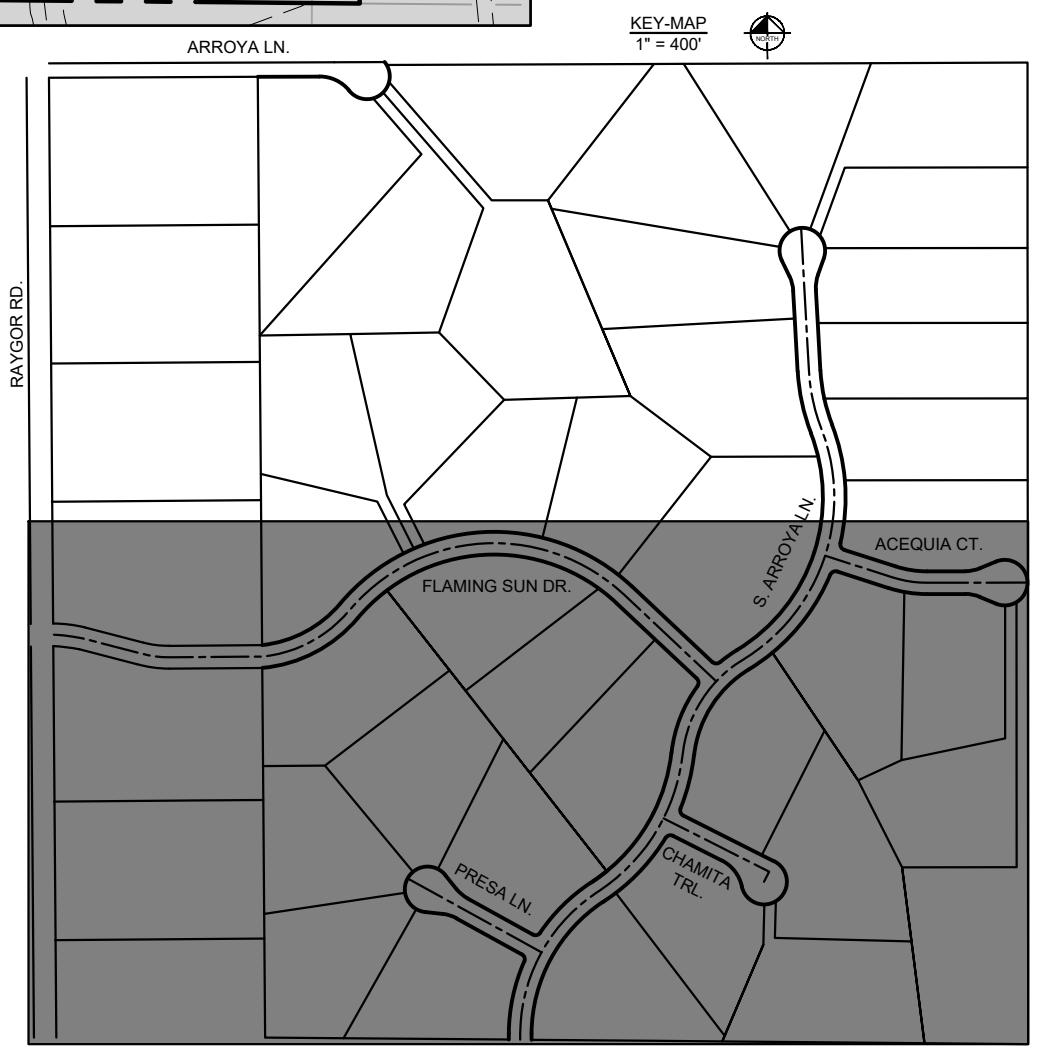 KEY-MAP
1" = 400'
NORTH
ARROYA LN.
RAYGOR RD.
S. ARROYA LN.
ACEQUIA CT.
FLAMING SUN DR.
PRESA LN.
CHAMITA
TRL.